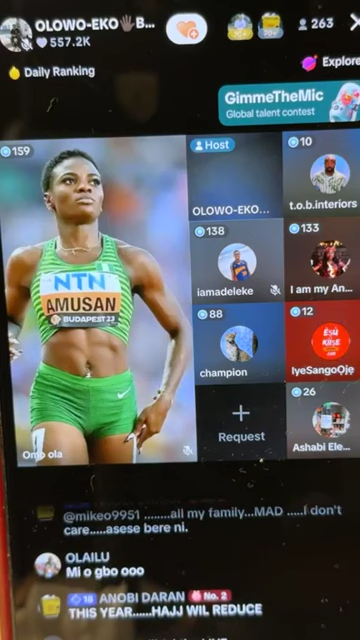 OLOWO-EKO🖐🏿B...
557.2K
263
Daily Ranking
Explore
GimmeTheMic
Global talent contest
159
Host
10
OLOWO-EKO...
t.o.b.interiors
138
133
iamadeleke
I am my An...
NTN
AMUSAN
BUDAPEST 23
88
12
ESU
KIISE
champion
IyeSangoOje
26
+
Request
Omo ola
Ashabi Ele...
@mikeo9951 ........all my family...MAD .....I don't
care.....asese bere ni.
OLAILU
Mi o gbo ooo
18 ANOBI DARAN No. 2
THIS YEAR......HAJJ WIL REDUCE